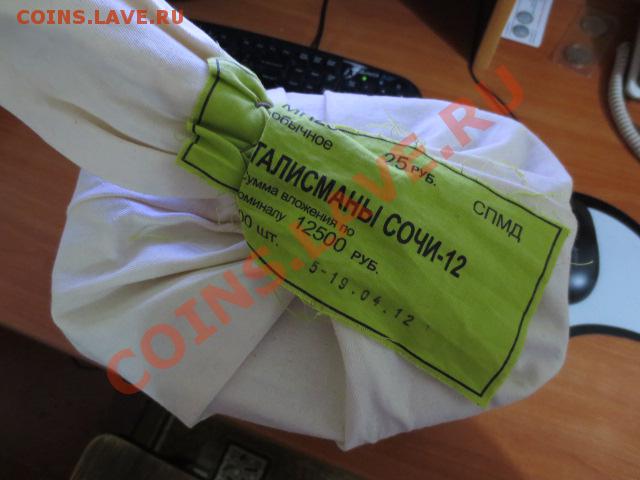 COINS.LAVE.RU
обычное
25 РУБ.
СПМД
ТАЛИСМАНЫ СОЧИ-12
Сумма вложения по
номиналу 12500 РУБ.
00 шт.
5-19.04.12
COINS.LAVE.RU